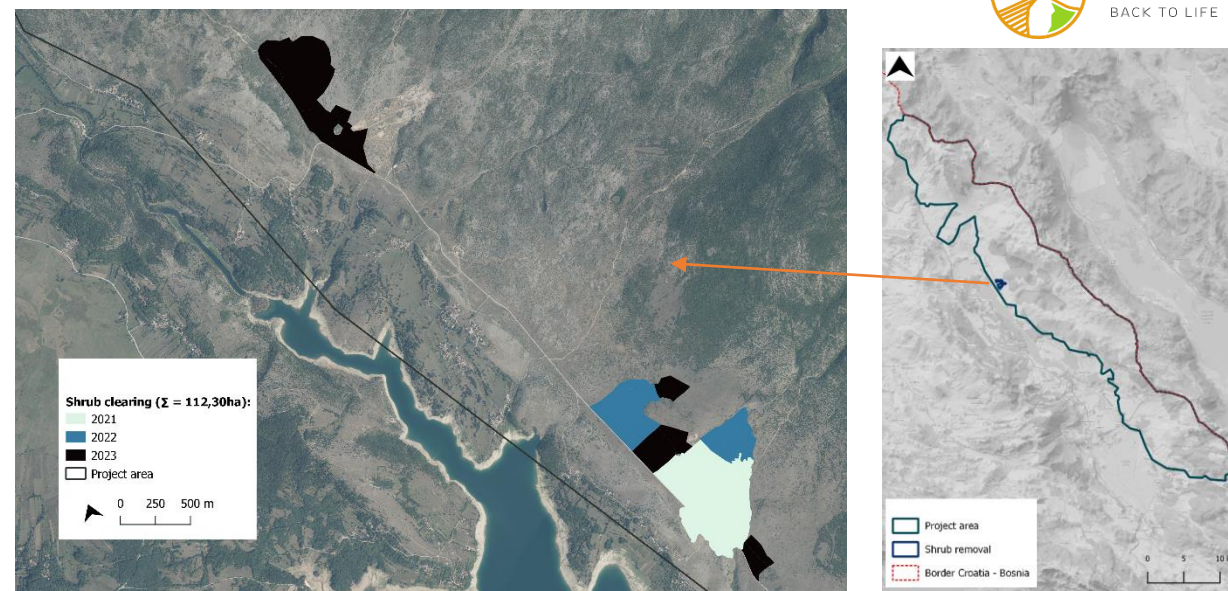 BACK TO LIFE
Shrub clearing (Σ = 112,30ha):
2021
2022
2023
Project area
0 250 500 m
Project area
Shrub removal
Border Croatia - Bosnia
0 5 10